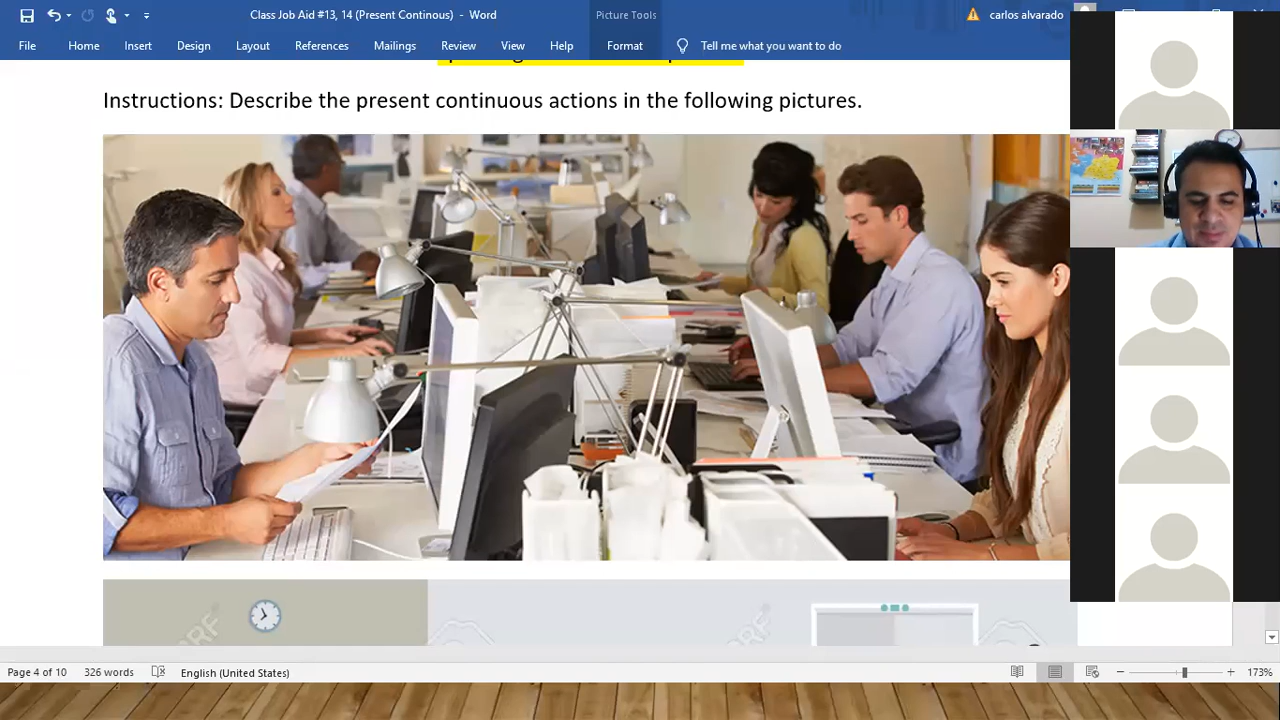 Class Job Aid #13, 14 (Present Continous) - Word
Picture Tools
carlos alvarado
File Home Insert Design Layout References Mailings Review View Help Format Tell me what you want to do
Instructions: Describe the present continuous actions in the following pictures.
Page 4 of 10 326 words English (United States) 173%